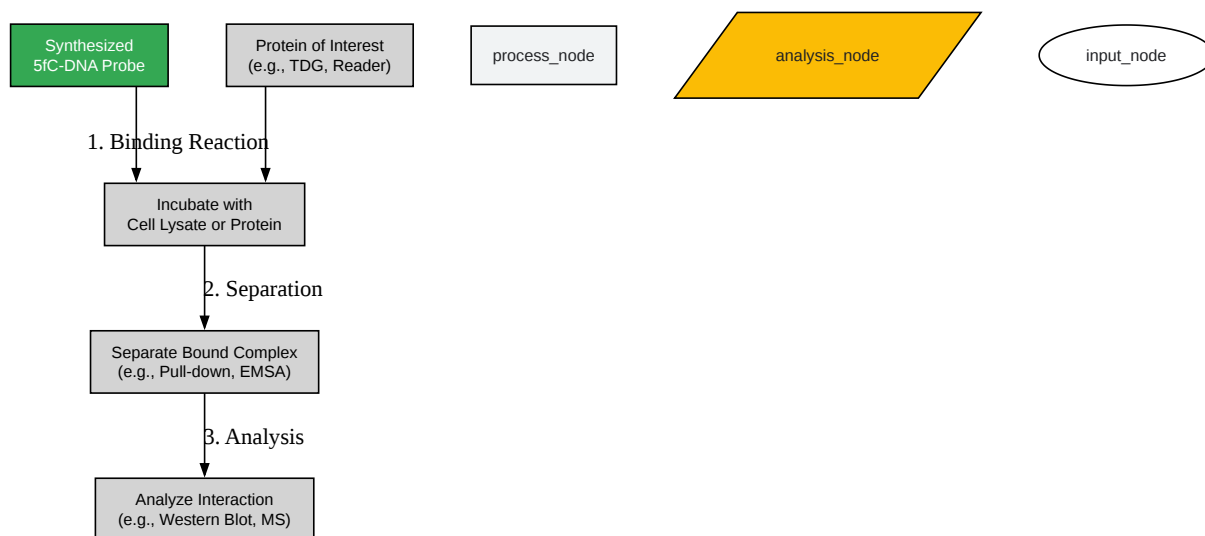 Synthesized
5fC-DNA Probe
Protein of Interest
(e.g., TDG, Reader)
process_node
analysis_node
input_node
1. Binding Reaction
Incubate with
Cell Lysate or Protein
2. Separation
Separate Bound Complex
(e.g., Pull-down, EMSA)
3. Analysis
Analyze Interaction
(e.g., Western Blot, MS)